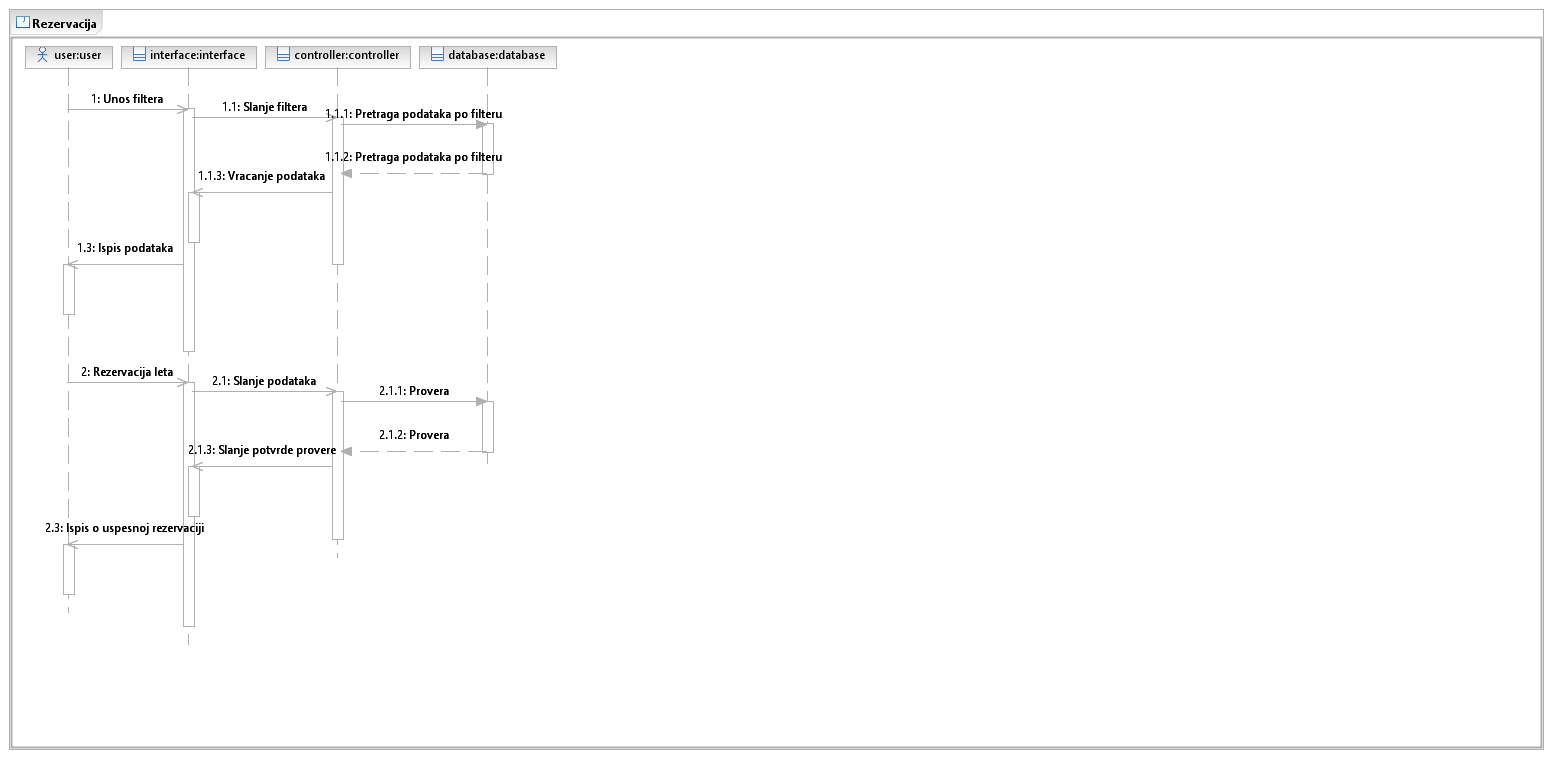 Rezervacija
user:user
interface:interface
controller:controller
database:database
1: Unos filtera
1.1: Slanje filtera
1.1.1: Pretraga podataka po filteru
1.1.2: Pretraga podataka po filteru
1.1.3: Vracanje podataka
1.3: Ispis podataka
2: Rezervacija leta
2.1: Slanje podataka
2.1.1: Provera
2.1.2: Provera
2.1.3: Slanje potvrde provere
2.3: Ispis o uspesnoj rezervaciji